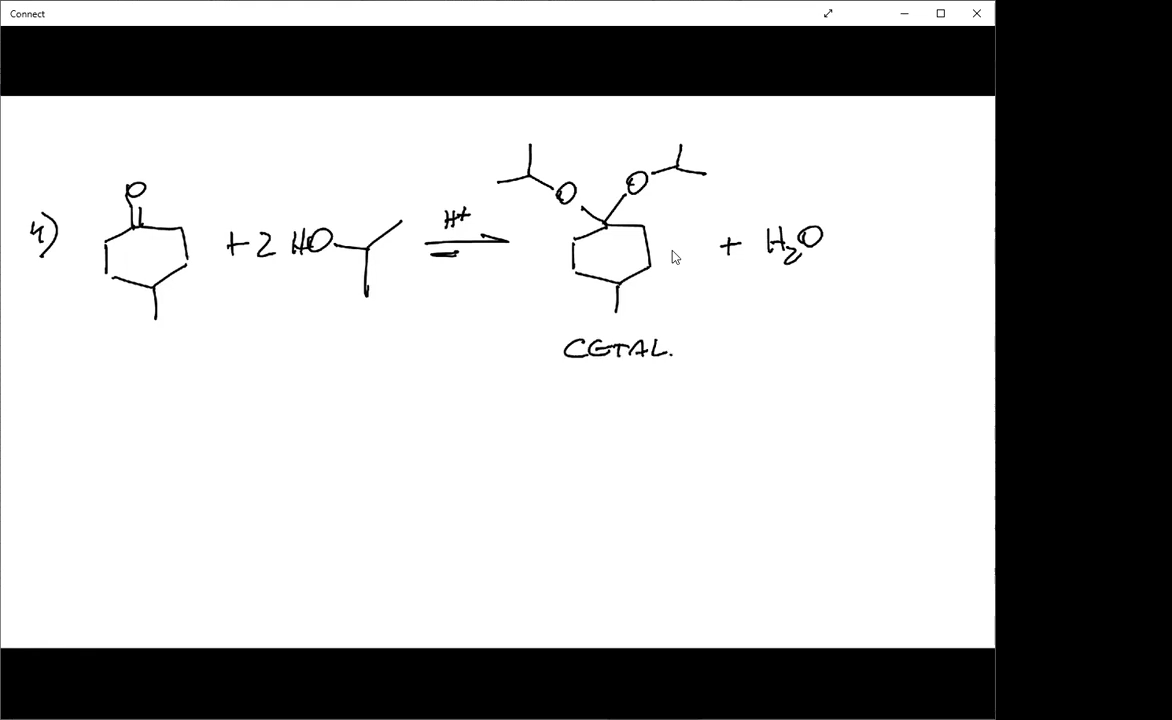 Connect
O
O
O
4)
+ 2 HO
H+
+ H2O
CETAL.